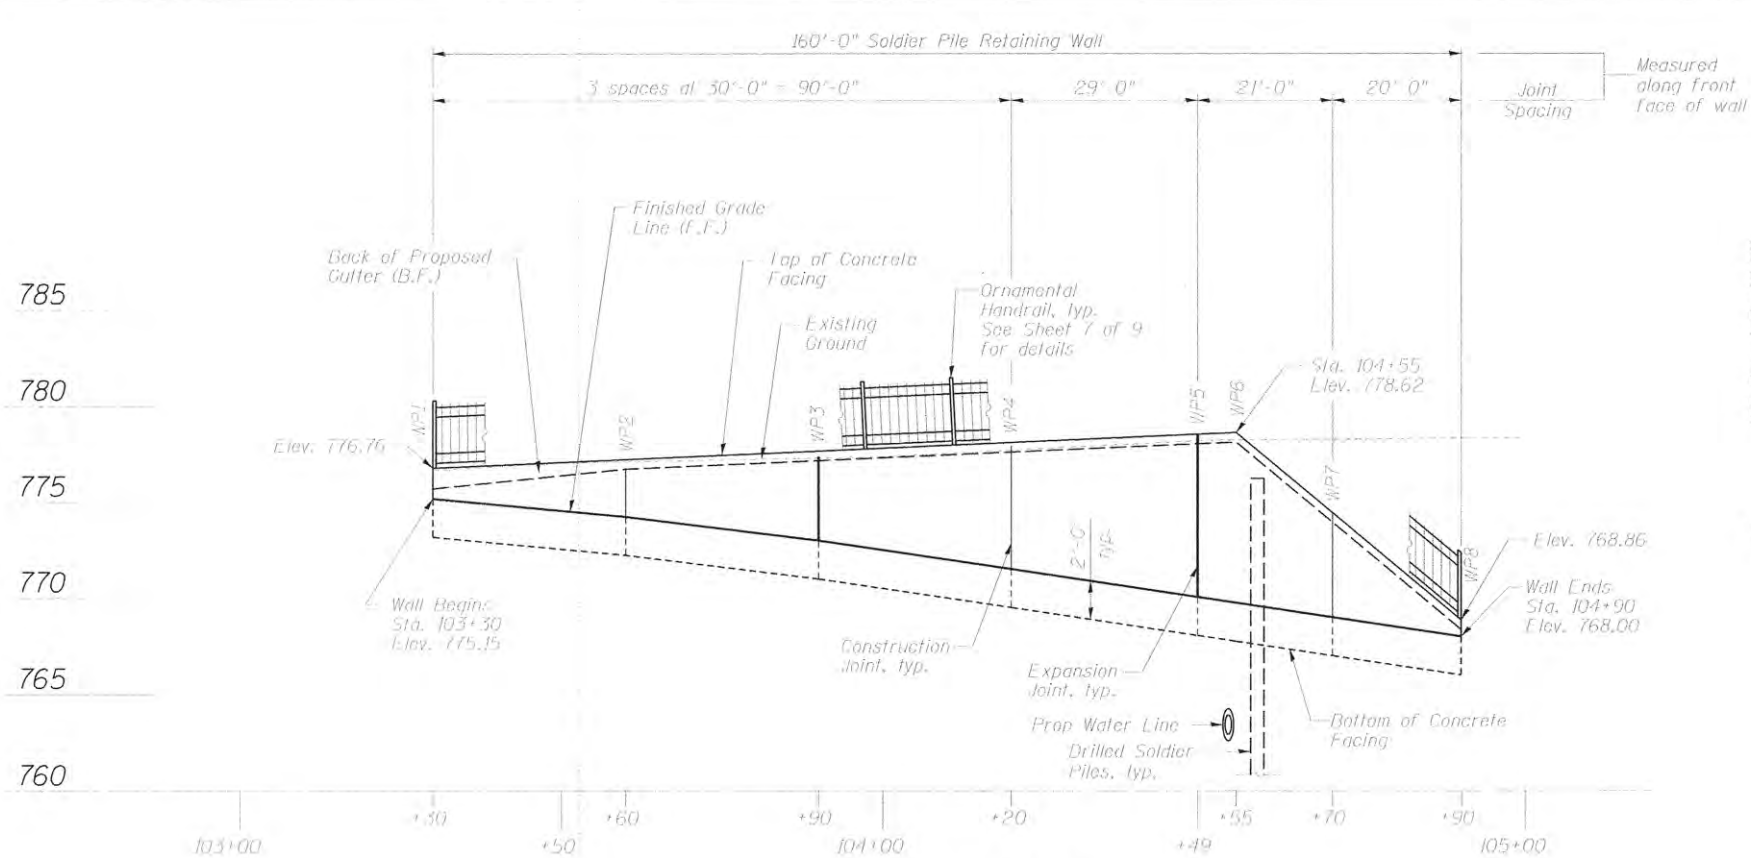 160'-0" Soldier Pile Retaining Wall
3 spaces at 30'-0" = 90'-0"
29'-0"
21'-0"
20'-0"
Joint
Spacing
Measured
along front
face of wall
Finished Grade
Line (F.F.)
Back of Proposed
Gutter (B.F.)
Top of Concrete
Facing
Existing
Ground
Ornamental
Handrail, typ.
See Sheet 7 of 9
for details
Sta. 104+55
Elev. 778.62
785
780
775
770
765
760
WP1
WP2
WP3
WP4
WP5
WP6
WP7
WP8
Elev. 776.76
2'-0"
typ.
Elev. 768.86
Wall Ends
Sta. 104+90
Elev. 768.00
Wall Begins
Sta. 103+30
Elev. 775.15
Construction
Joint, typ.
Expansion
Joint, typ.
Prop Water Line
Drilled Soldier
Piles, typ.
Bottom of Concrete
Facing
+30
+60
+90
+20
+55
+70
+90
103+00
+50
104+00
+49
105+00